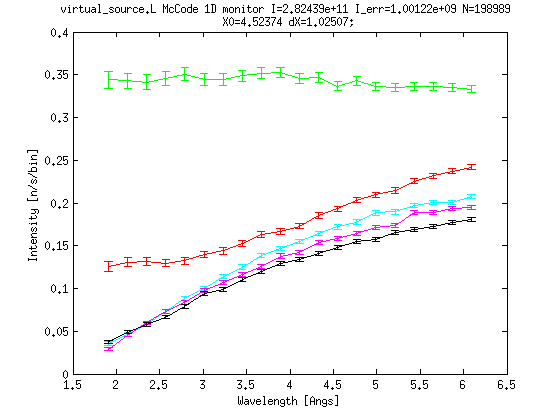 virtual_source.L McCode 1D monitor I=2.82439e+11 I_err=1.00122e+09 N=198989
X0=4.52374 dX=1.02507;
0.4
0.35
0.3
0.25
0.2
0.15
0.1
0.05
0
Intensity [n/s/bin]
1.5 2 2.5 3 3.5 4 4.5 5 5.5 6 6.5
Wavelength [Angs]